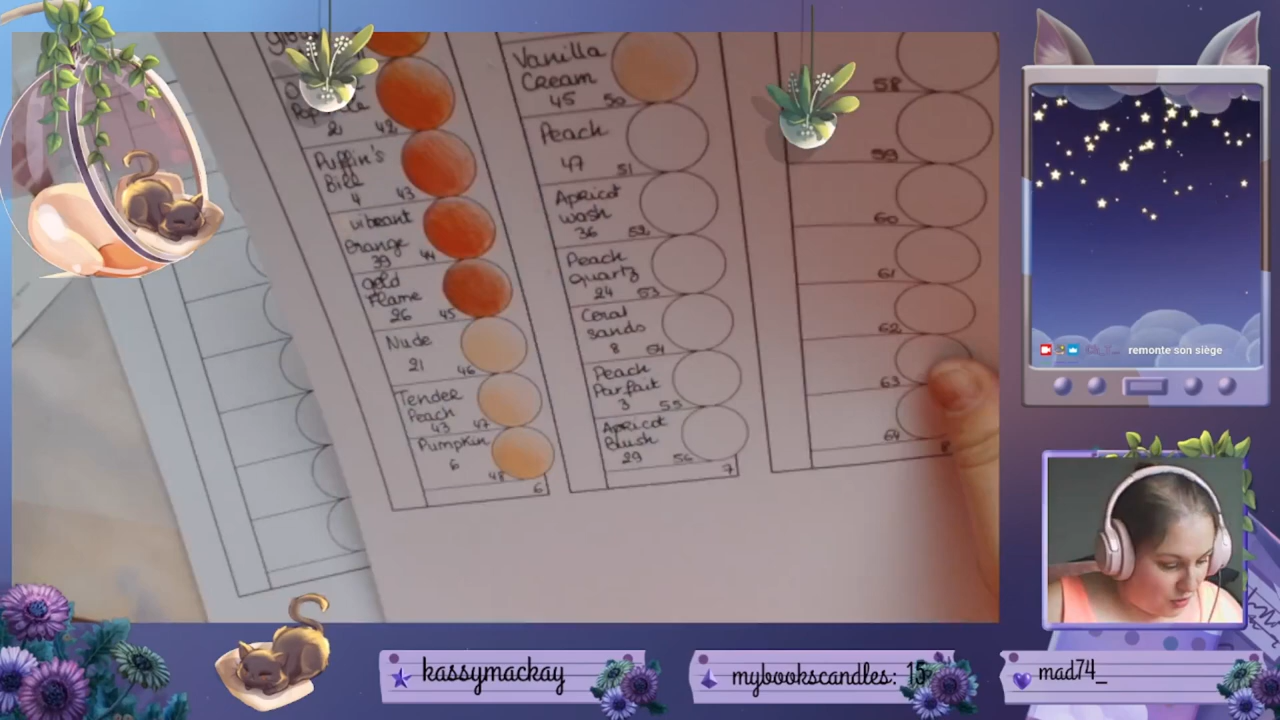 2 42
Puffin's
Bill
4 43
vibrant
Orange
39 44
Gold
Flame
26 45
Nude
21 46
Tender
Peach
43 47
Pumpkin
6 48
6
Vanilla
Cream
45 50
Peach
47 51
Apricot
wash
36 52
Peach
quartz
24 53
Coral
sands
8 54
Peach
Parfait
3 55
Apricot
Blush
29 56
7
58
59
60
61
62
63
64
8
remonte son siège
kassymackay
mybookscandles: 15
mad74_